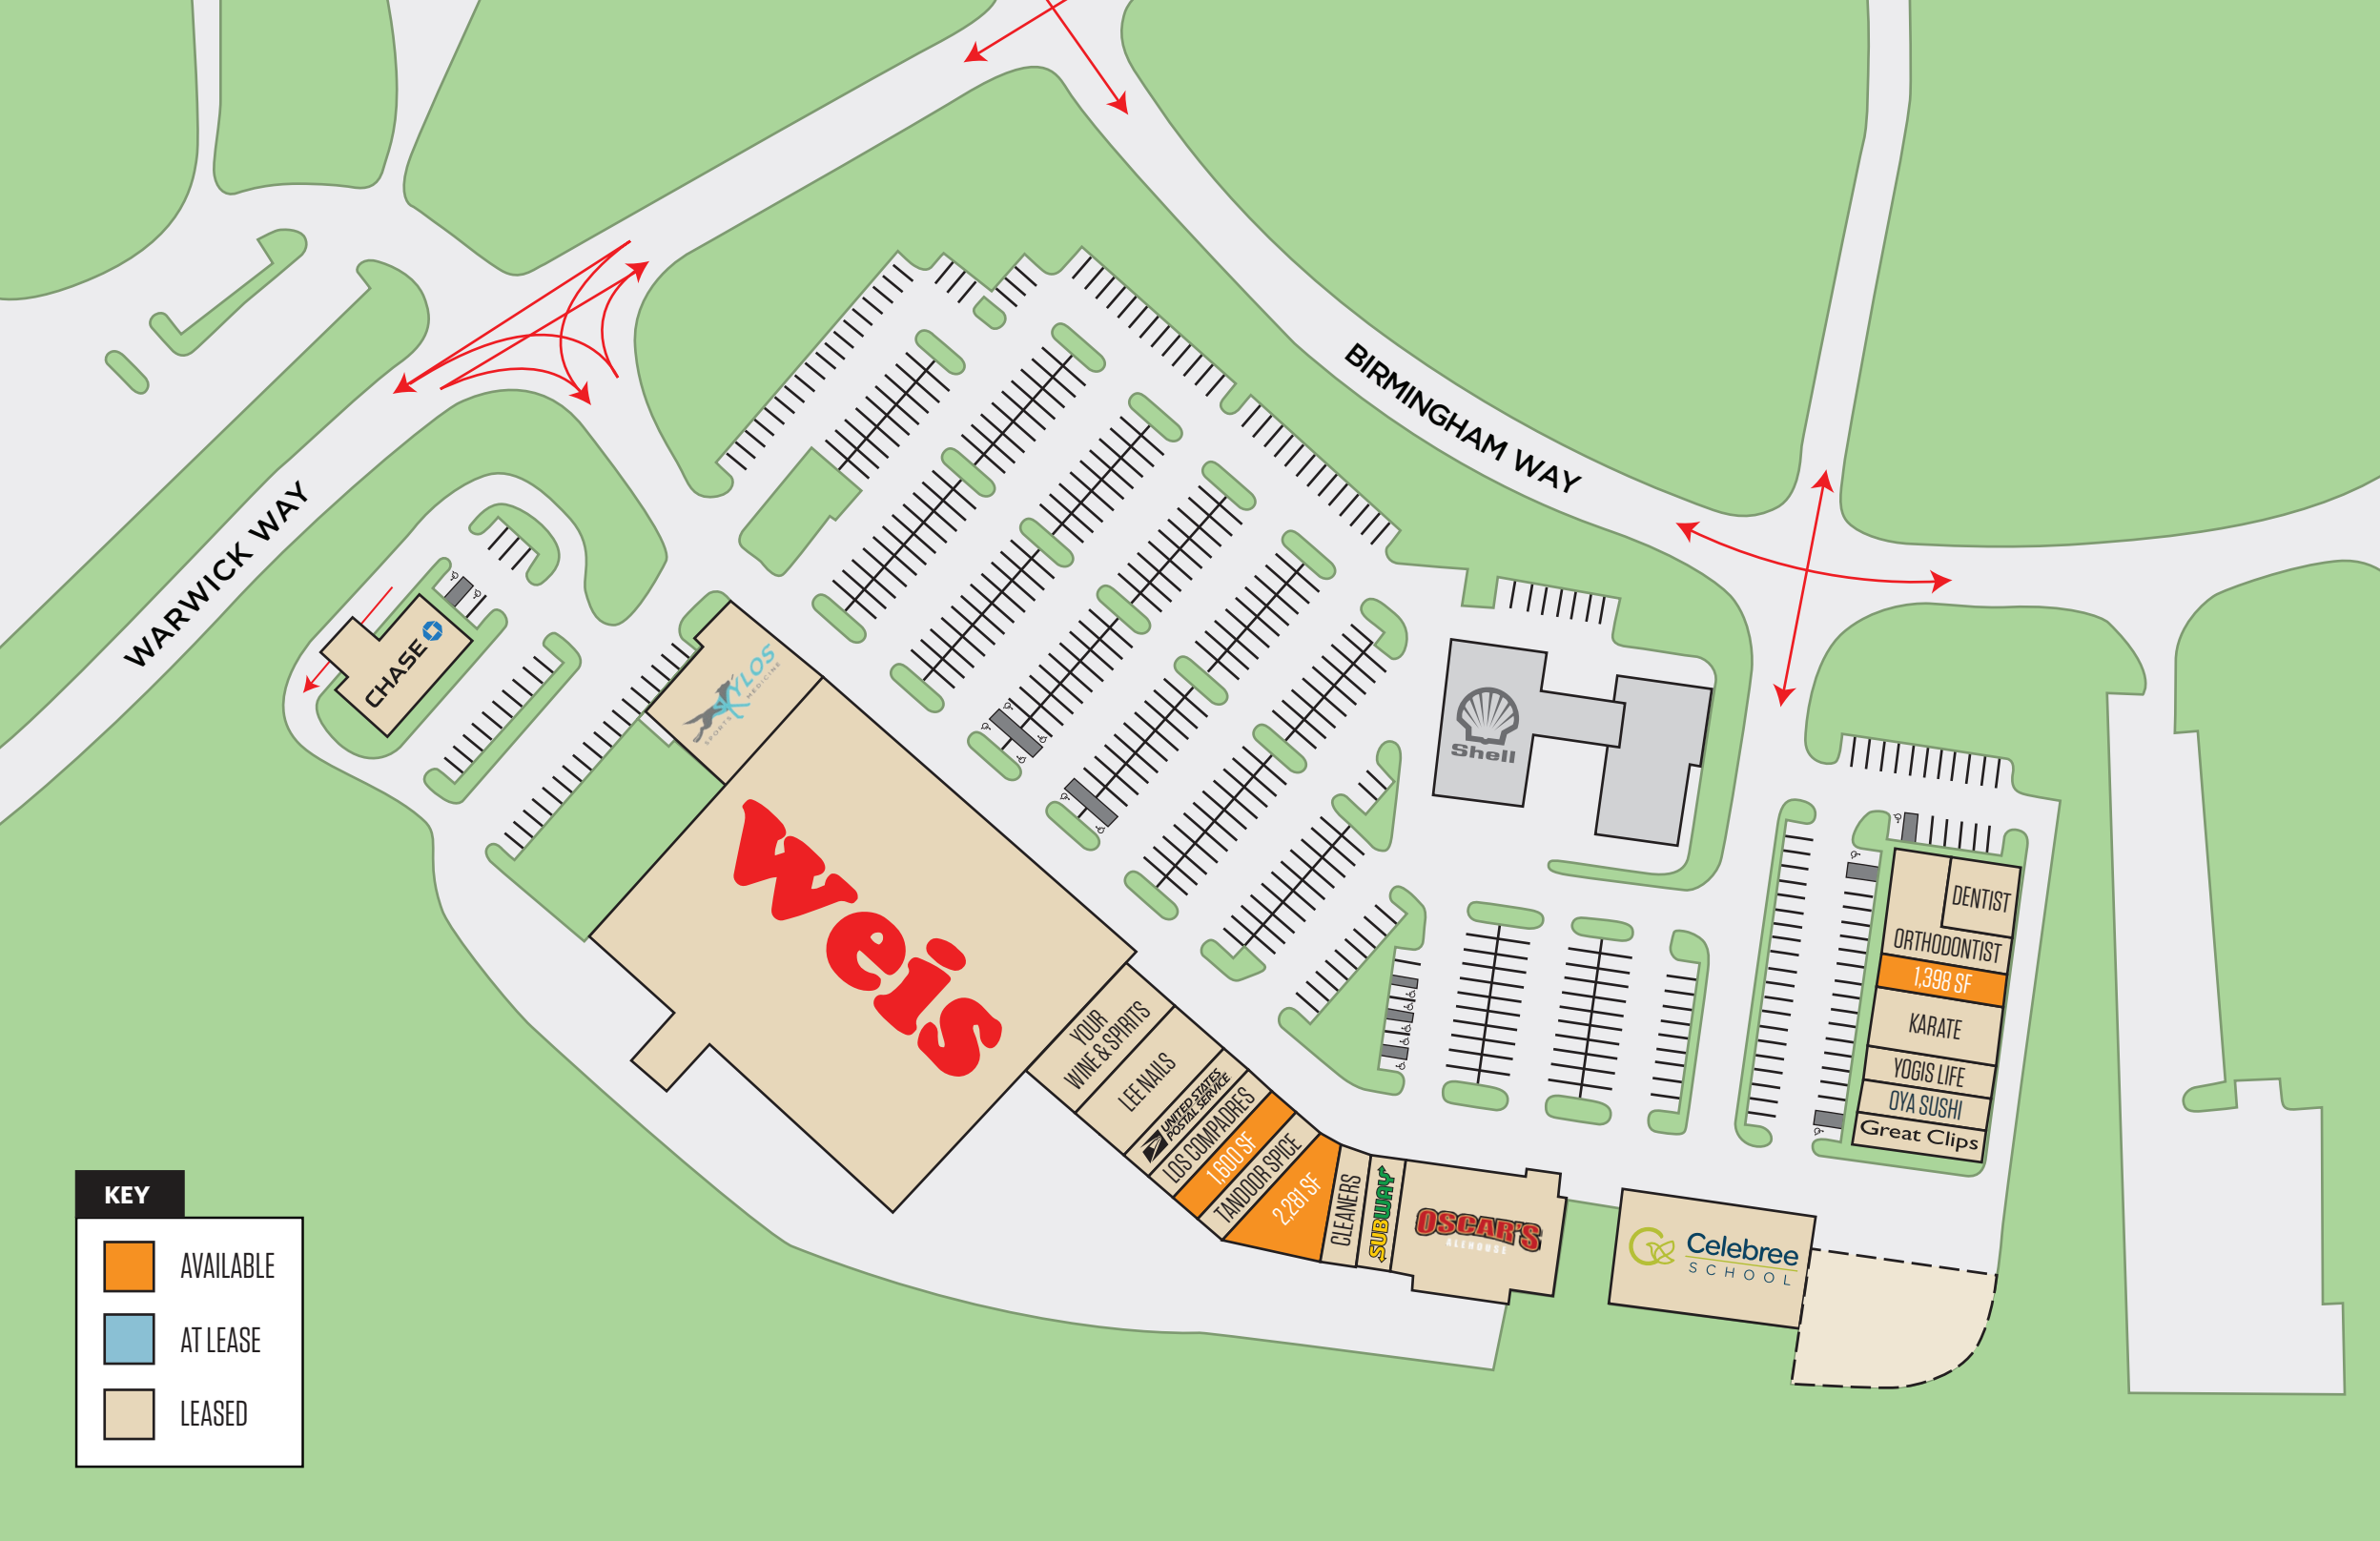 BIRMINGHAM WAY
WARWICK WAY
CHASE
XYLOS
SPORTS MEDICINE
Weis
Shell
YOUR
WINE & SPIRITS
LEE NAILS
UNITED STATES
POSTAL SERVICE
LOS COMPADRES
1,600 SF
TANDOOR SPICE
2,281 SF
CLEANERS
SUBWAY
OSCAR'S
ALEHOUSE
Celebree
SCHOOL
DENTIST
ORTHODONTIST
1,398 SF
KARATE
YOGIS LIFE
OYA SUSHI
Great Clips
KEY
AVAILABLE
AT LEASE
LEASED